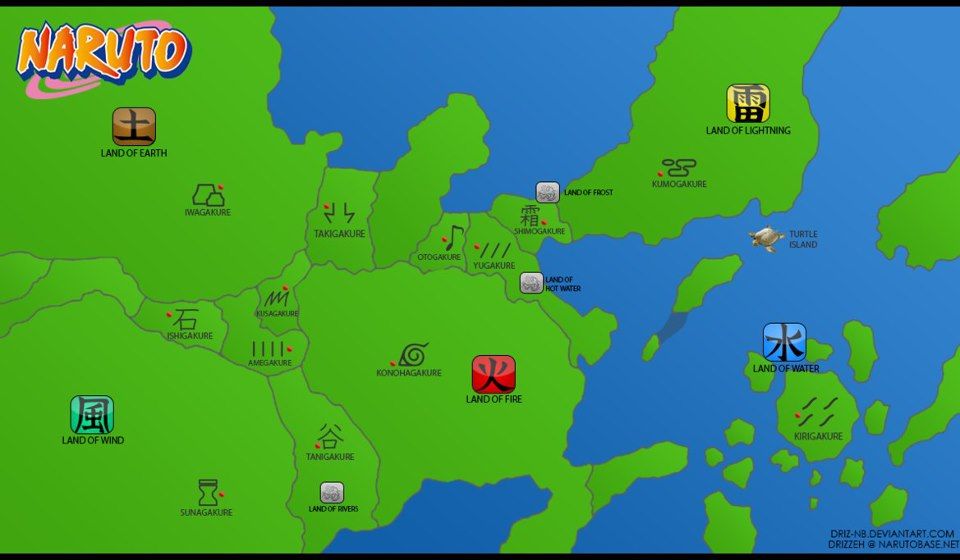 NARUTO
土
LAND OF EARTH
雷
LAND OF LIGHTNING
IWAGAKURE
TAKIGAKURE
KUMOGAKURE
LAND OF FROST
霜
SHIMOGAKURE
OTOGAKURE
YUGAKURE
TURTLE
ISLAND
LAND OF
HOT WATER
石
ISHIGAKURE
KUSAGAKURE
AMEGAKURE
KONOHAGAKURE
火
LAND OF FIRE
水
LAND OF WATER
風
LAND OF WIND
谷
TANIGAKURE
KIRIGAKURE
SUNAGAKURE
LAND OF RIVERS
DRIZ-NB.DEVIANTART.COM
DRIZZEH @ NARUTOBASE.NET